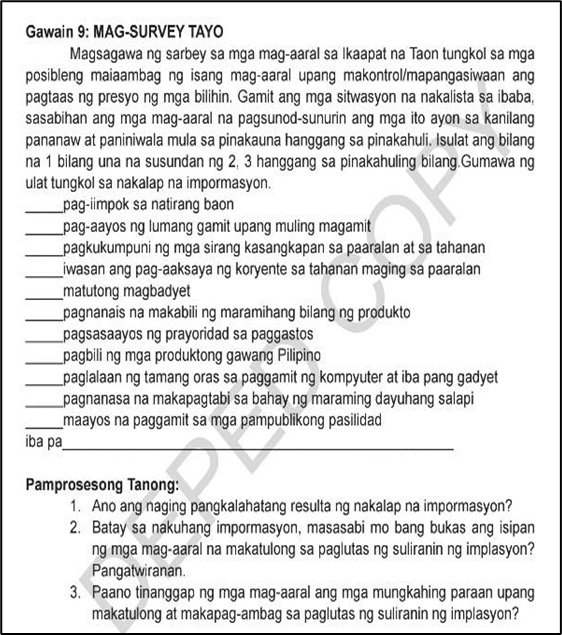 Gawain 9: MAG-SURVEY TAYO
Magsagawa ng sarbey sa mga mag-aaral sa Ikaapat na Taon tungkol sa mga
posibleng maiaambag ng isang mag-aaral upang makontrol/mapangasiwaan ang
pagtaas ng presyo ng mga bilihin. Gamit ang mga sitwasyon na nakalista sa ibaba,
sasabihan ang mga mag-aaral na pagsunod-sunurin ang mga ito ayon sa kanilang
pananaw at paniniwala mula sa pinakauna hanggang sa pinakahuli. Isulat ang bilang
na 1 bilang una na susundan ng 2, 3 hanggang sa pinakahuling bilang.Gumawa ng
ulat tungkol sa nakalap na impormasyon.
_____pag-iimpok sa natirang baon
_____pag-aayos ng lumang gamit upang muling magamit
_____pagkukumpuni ng mga sirang kasangkapan sa paaralan at sa tahanan
_____iwasan ang pag-aaksaya ng koryente sa tahanan maging sa paaralan
_____matutong magbadyet
_____pagnanais na makabili ng maramihang bilang ng produkto
_____pagsasaayos ng prayoridad sa paggastos
_____pagbili ng mga produktong gawang Pilipino
_____paglalaan ng tamang oras sa paggamit ng kompyuter at iba pang gadyet
_____pagnanasa na makapagtabi sa bahay ng maraming dayuhang salapi
_____maayos na paggamit sa mga pampublikong pasilidad
iba pa_____________________________________________________
Pamprosesong Tanong:
1. Ano ang naging pangkalahatang resulta ng nakalap na impormasyon?
2. Batay sa nakuhang impormasyon, masasabi mo bang bukas ang isipan
ng mga mag-aaral na makatulong sa paglutas ng suliranin ng implasyon?
Pangatwiranan.
3. Paano tinanggap ng mga mag-aaral ang mga mungkahing paraan upang
makatulong at makapag-ambag sa paglutas ng suliranin ng implasyon?
DEPED COPY